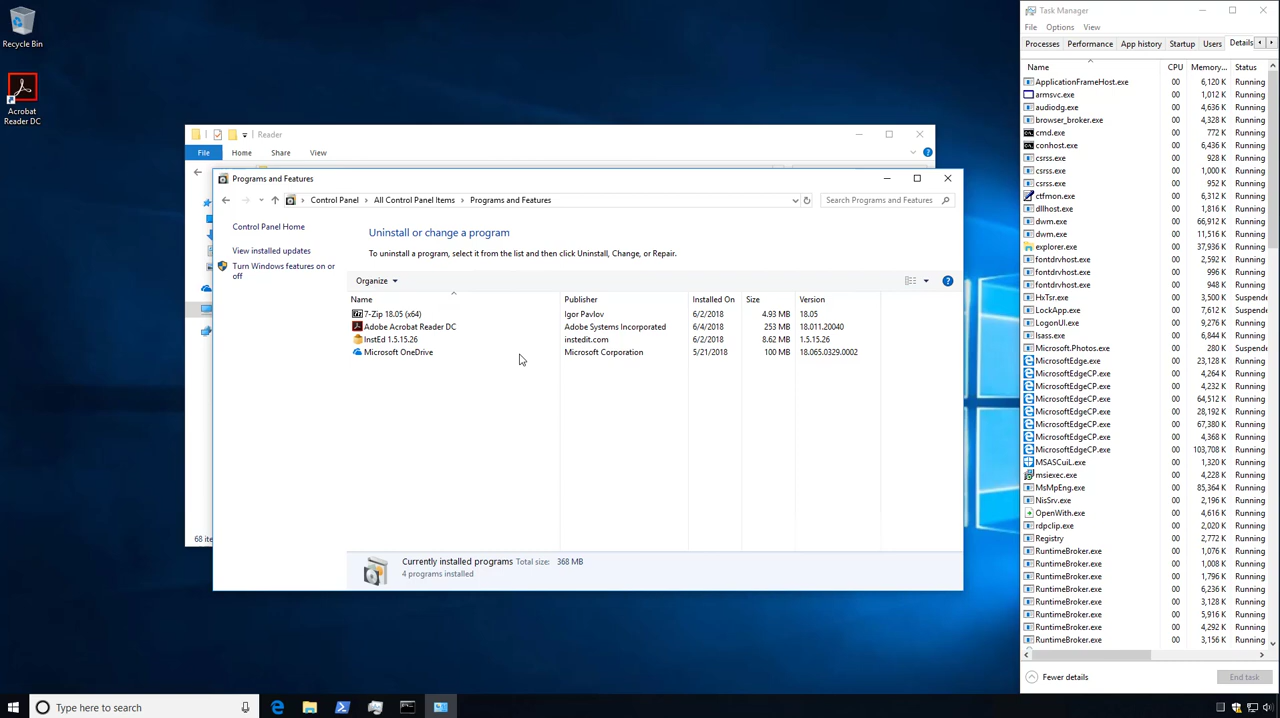 Recycle Bin
Acrobat
Reader DC
Reader
File Home Share View
Programs and Features
Control Panel All Control Panel Items Programs and Features
Search Programs and Features
Control Panel Home
View installed updates
Turn Windows features on or
off
Uninstall or change a program
To uninstall a program, select it from the list and then click Uninstall, Change, or Repair.
Organize
Name Publisher Installed On Size Version
7-Zip 18.05 (x64) Igor Pavlov 6/2/2018 4.93 MB 18.05
Adobe Acrobat Reader DC Adobe Systems Incorporated 6/4/2018 253 MB 18.011.20040
InstEd 1.5.15.26 instedit.com 6/2/2018 8.62 MB 1.5.15.26
Microsoft OneDrive Microsoft Corporation 5/21/2018 100 MB 18.065.0329.0002
Currently installed programs Total size: 368 MB
4 programs installed
68 ite
Task Manager
File Options View
Processes Performance App history Startup Users Details
Name CPU Memory... Status
ApplicationFrameHost.exe 00 6,120 K Running
armsvc.exe 00 1,012 K Running
audiodg.exe 00 4,636 K Running
browser_broker.exe 00 4,328 K Running
cmd.exe 00 772 K Running
conhost.exe 00 6,436 K Running
csrss.exe 00 928 K Running
csrss.exe 00 1,000 K Running
csrss.exe 00 952 K Running
ctfmon.exe 00 3,836 K Running
dllhost.exe 00 1,712 K Running
dwm.exe 00 216 K Running
dwm.exe 00 11,516 K Running
explorer.exe 00 37,936 K Running
fontdrvhost.exe 00 2,592 K Running
fontdrvhost.exe 00 996 K Running
fontdrvhost.exe 00 948 K Running
HxTsr.exe 00 3,500 K Suspende
LockApp.exe 00 7,612 K Suspende
LogonUI.exe 00 9,276 K Running
lsass.exe 00 6,844 K Running
Microsoft.Photos.exe 00 280 K Suspende
MicrosoftEdge.exe 00 23,128 K Running
MicrosoftEdgeCP.exe 00 4,264 K Running
MicrosoftEdgeCP.exe 00 4,232 K Running
MicrosoftEdgeCP.exe 00 64,512 K Running
MicrosoftEdgeCP.exe 00 28,192 K Running
MicrosoftEdgeCP.exe 00 67,380 K Running
MicrosoftEdgeCP.exe 00 4,368 K Running
MicrosoftEdgeCP.exe 00 103,708 K Running
MSASCuiL.exe 00 1,320 K Running
msiexec.exe 00 4,228 K Running
MsMpEng.exe 00 85,364 K Running
NisSrv.exe 00 2,196 K Running
OpenWith.exe 00 4,616 K Running
rdpclip.exe 00 2,020 K Running
Registry 00 2,772 K Running
RuntimeBroker.exe 00 1,076 K Running
RuntimeBroker.exe 00 1,008 K Running
RuntimeBroker.exe 00 1,796 K Running
RuntimeBroker.exe 00 6,236 K Running
RuntimeBroker.exe 00 3,128 K Running
RuntimeBroker.exe 00 5,916 K Running
RuntimeBroker.exe 00 4,292 K Running
RuntimeBroker.exe 00 3,156 K Running
Fewer details End task
Type here to search